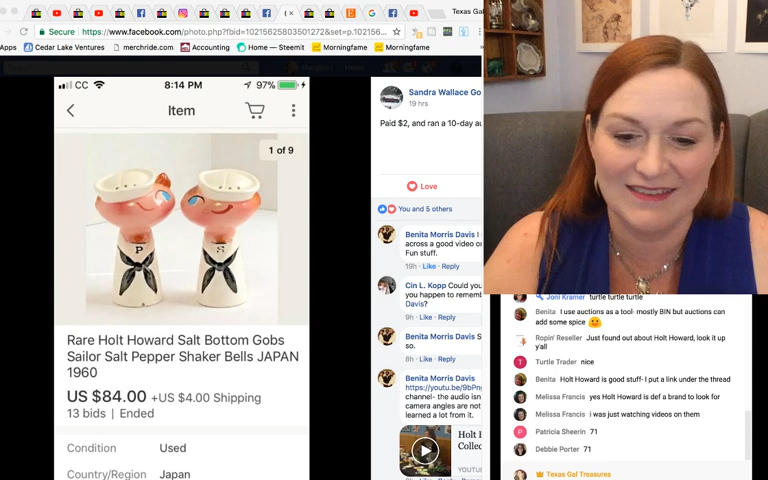 Texas Gal
Secure
https://www.facebook.com/photo.php?fbid=10215625803501272&set=p.102156...
Apps
Cedar Lake Ventures
merchride.com
Accounting
Home — Steemit
Morningfame
Morningfame
CC
8:14 PM
97%
Item
1 of 9
P
S
Rare Holt Howard Salt Bottom Gobs
Sailor Salt Pepper Shaker Bells JAPAN
1960
US $84.00 +US $4.00 Shipping
13 bids | Ended
Condition Used
Country/Region Japan
Sandra Wallace Go
19 hrs
Paid $2, and ran a 10-day au
Love
You and 5 others
Benita Morris Davis I
across a good video o
Fun stuff.
19h · Like · Reply
Cin L. Kopp Could you
you happen to rememb
Davis?
9h · Like · Reply
Benita Morris Davis S
so.
8h · Like · Reply
Benita Morris Davis
https://youtu.be/9bPn
channel- the audio isn
camera angles are not
learned a lot from it.
Holt H
Collec
YOUTU
Joni Kramer turtle turtle turtle
Benita I use auctions as a tool- mostly BIN but auctions can
add some spice
Ropin' Reseller Just found out about Holt Howard, look it up
y'all
Turtle Trader nice
Benita Holt Howard is good stuff- I put a link under the thread
Melissa Francis yes Holt Howard is def a brand to look for
Melissa Francis i was just watching videos on them
Patricia Sheerin 71
Debbie Porter 71
Texas Gal Treasures